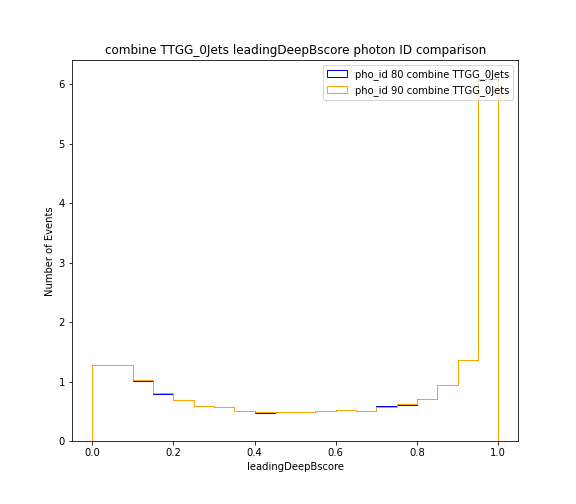 combine TTGG_0Jets leadingDeepBscore photon ID comparison
pho_id 80 combine TTGG_0Jets
pho_id 90 combine TTGG_0Jets
6
5
4
3
2
1
0
Number of Events
0.0 0.2 0.4 0.6 0.8 1.0
leadingDeepBscore